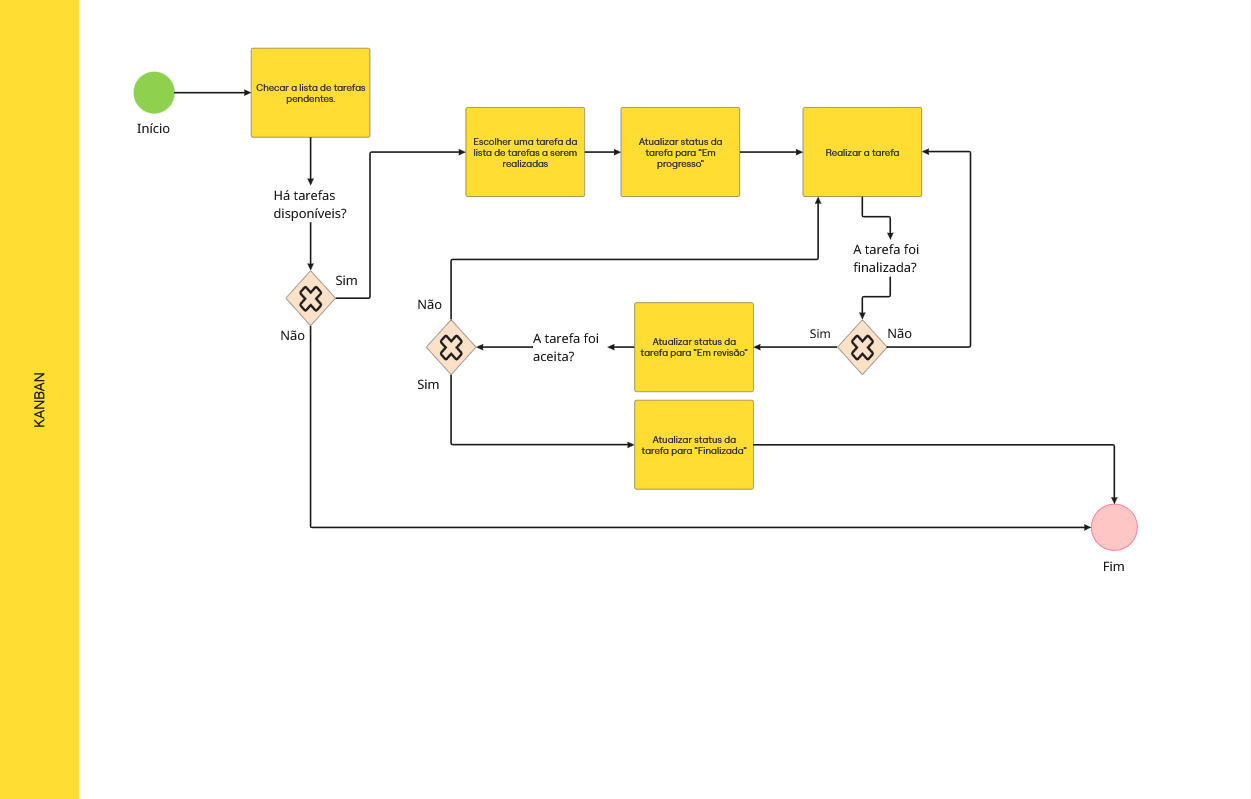 KANBAN
Início
Checar a lista de tarefas
pendentes.
Há tarefas
disponíveis?
Sim
Não
Escolher uma tarefa da
lista de tarefas a serem
realizadas
Atualizar status da
tarefa para "Em
progresso"
Realizar a tarefa
A tarefa foi
finalizada?
Sim
Não
Atualizar status da
tarefa para "Em revisão"
A tarefa foi
aceita?
Não
Sim
Atualizar status da
tarefa para "Finalizada"
Fim